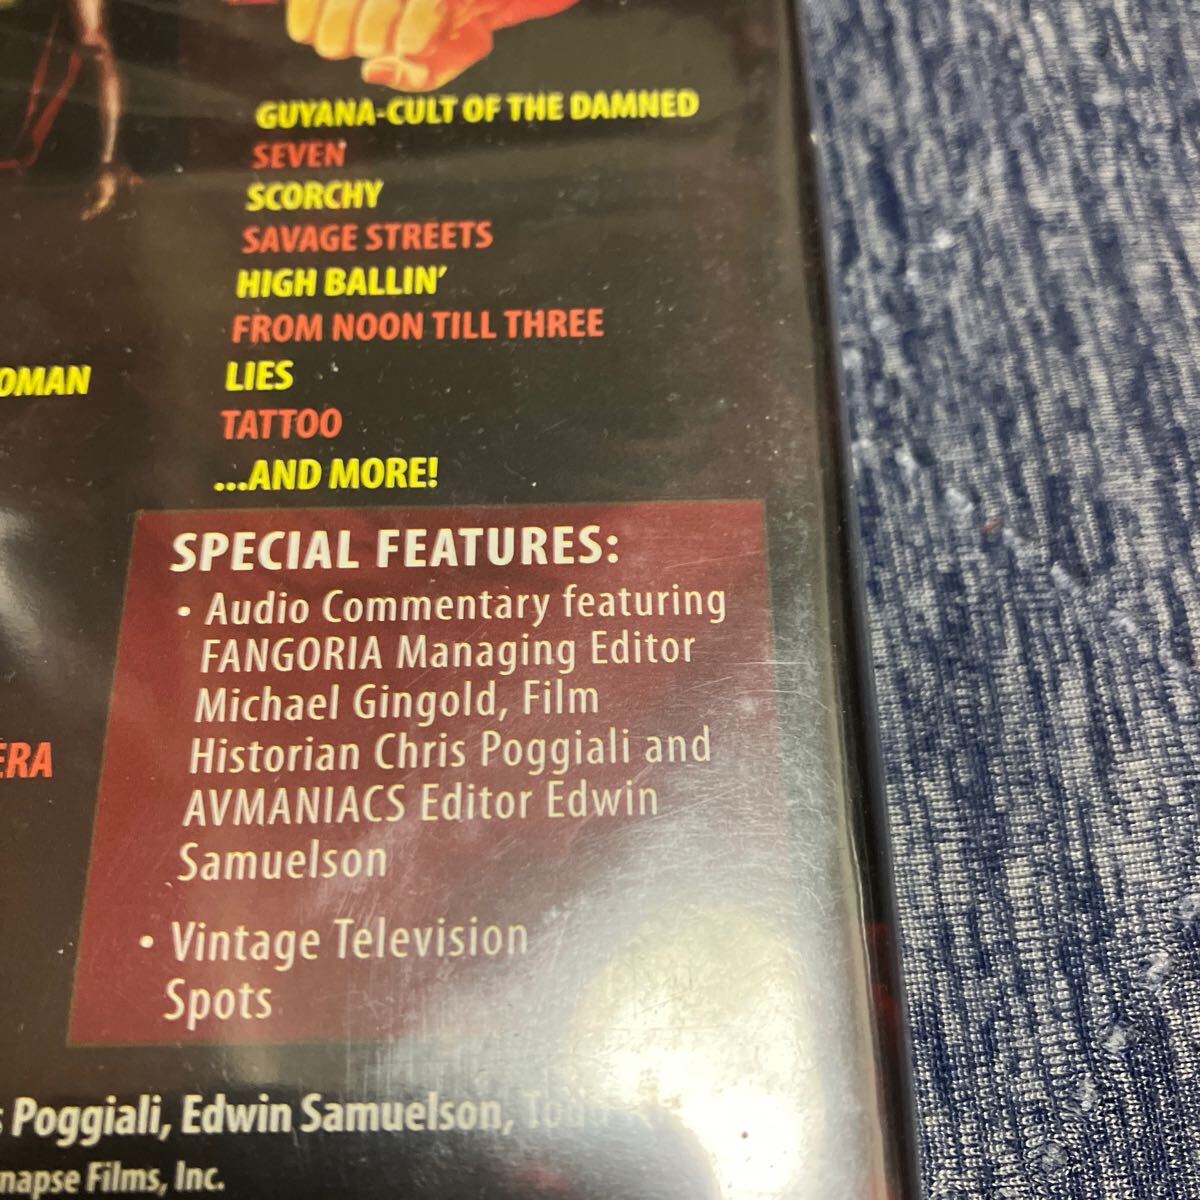 GUYANA-CULT OF THE DAMNED
SEVEN
SCORCHY
SAVAGE STREETS
HIGH BALLIN'
FROM NOON TILL THREE
LIES
TATTOO
...AND MORE!
OMAN
ERA
SPECIAL FEATURES:
• Audio Commentary featuring
FANGORIA Managing Editor
Michael Gingold, Film
Historian Chris Poggiali and
AVMANIACS Editor Edwin
Samuelson
• Vintage Television
Spots
s Poggiali, Edwin Samuelson, Todd
napse Films, Inc.